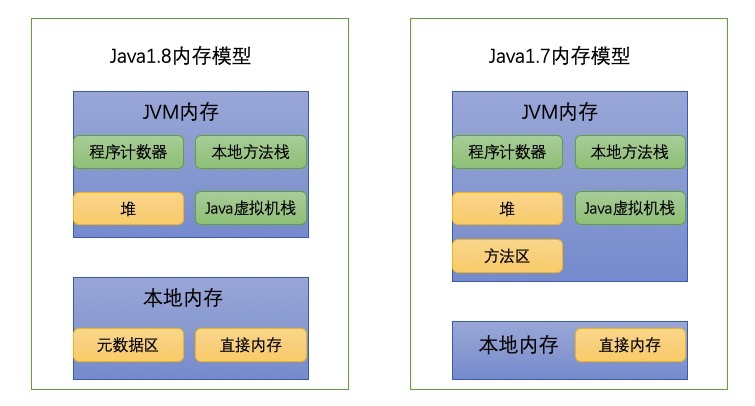 Java1.8内存模型
JVM内存
程序计数器
本地方法栈
堆
Java虚拟机栈
本地内存
元数据区
直接内存
Java1.7内存模型
JVM内存
程序计数器
本地方法栈
堆
Java虚拟机栈
方法区
本地内存
直接内存